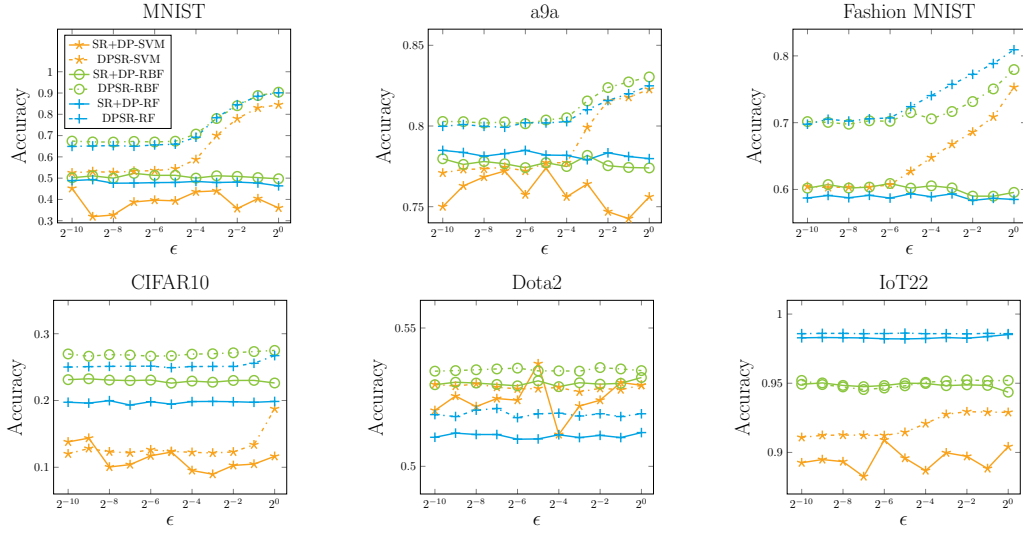 MNIST
a9a
Fashion MNIST
SR+DP-SVM
DPSR-SVM
SR+DP-RBF
DPSR-RBF
SR+DP-RF
DPSR-RF
1
0.9
0.8
0.7
0.6
0.5
0.4
0.3
Accuracy
2^−10 2^−8 2^−6 2^−4 2^−2 2^0
ϵ
0.85
0.8
0.75
Accuracy
2^−10 2^−8 2^−6 2^−4 2^−2 2^0
ϵ
0.8
0.7
0.6
Accuracy
2^−10 2^−8 2^−6 2^−4 2^−2 2^0
ϵ
CIFAR10
Dota2
IoT22
0.3
0.2
0.1
Accuracy
2^−10 2^−8 2^−6 2^−4 2^−2 2^0
ϵ
0.55
0.5
Accuracy
2^−10 2^−8 2^−6 2^−4 2^−2 2^0
ϵ
1
0.95
0.9
Accuracy
2^−10 2^−8 2^−6 2^−4 2^−2 2^0
ϵ